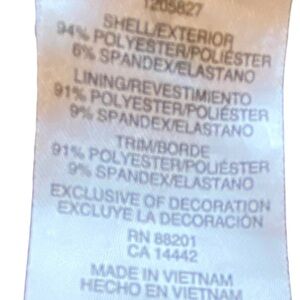 1205827
SHELL/EXTERIOR
94% POLYESTER/POLIÉSTER
6% SPANDEX/ELASTANO
LINING/REVESTIMIENTO
91% POLYESTER/POLIÉSTER
9% SPANDEX/ELASTANO
TRIM/BORDE
91% POLYESTER/POLIÉSTER
9% SPANDEX/ELASTANO
EXCLUSIVE OF DECORATION
EXCLUYE LA DECORACIÓN
RN 88201
CA 14442
MADE IN VIETNAM
HECHO EN VIETNAM